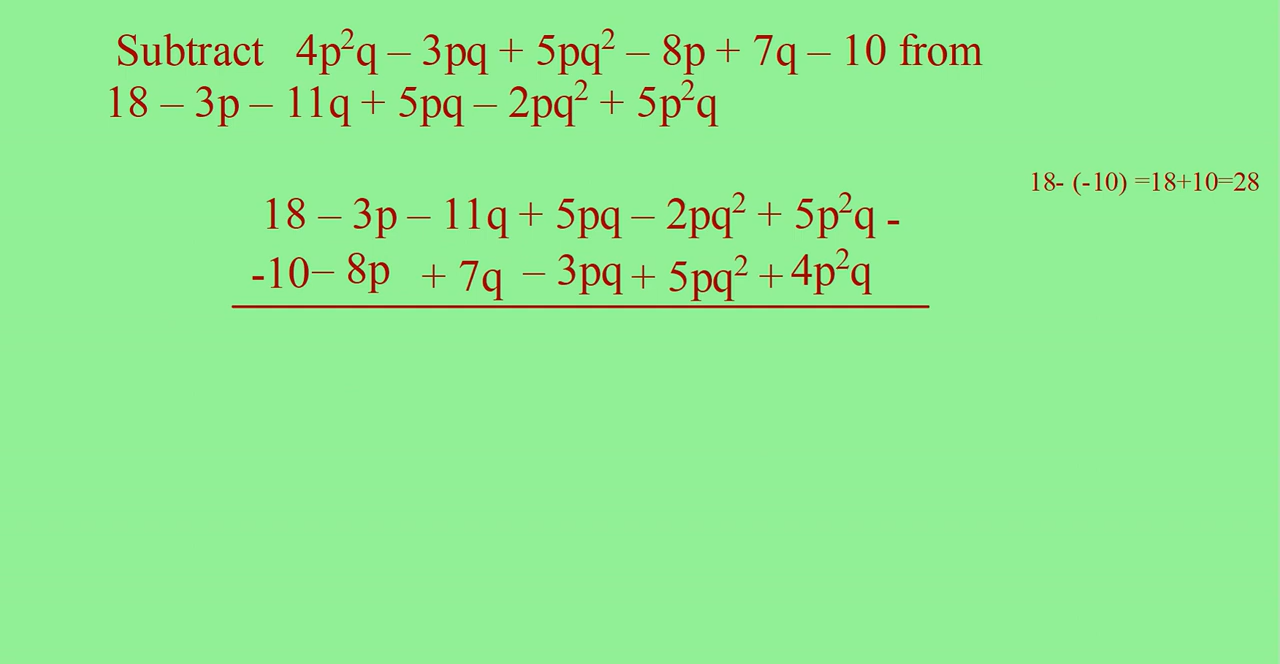 Subtract 4p²q – 3pq + 5pq² – 8p + 7q – 10 from
18 – 3p – 11q + 5pq – 2pq² + 5p²q
18- (-10) =18+10=28
18 – 3p – 11q + 5pq – 2pq² + 5p²q -
-10– 8p + 7q – 3pq + 5pq² + 4p²q